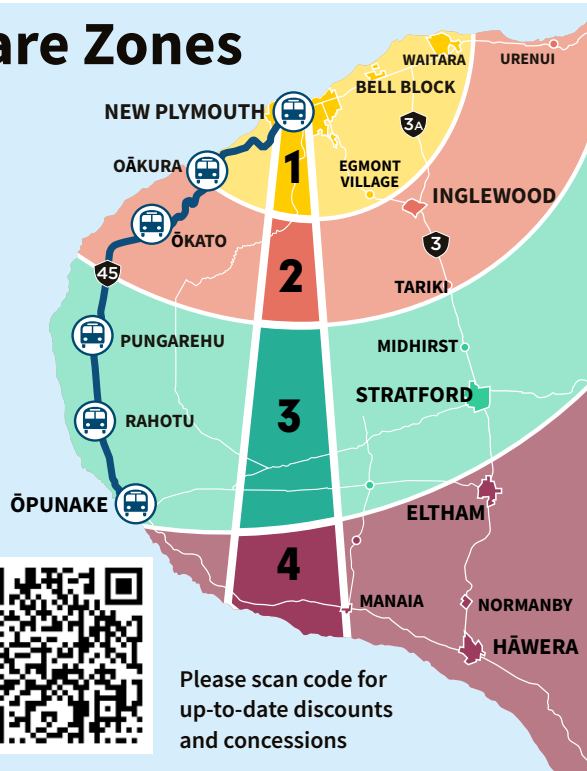 are Zones
WAITARA
URENUI
BELL BLOCK
NEW PLYMOUTH
3A
OĀKURA
1
EGMONT
VILLAGE
INGLEWOOD
ŌKATO
3
45
2
TARIKI
PUNGAREHU
MIDHIRST
STRATFORD
3
RAHOTU
ŌPUNAKE
ELTHAM
4
MANAIA
NORMANBY
HĀWERA
Please scan code for
up-to-date discounts
and concessions